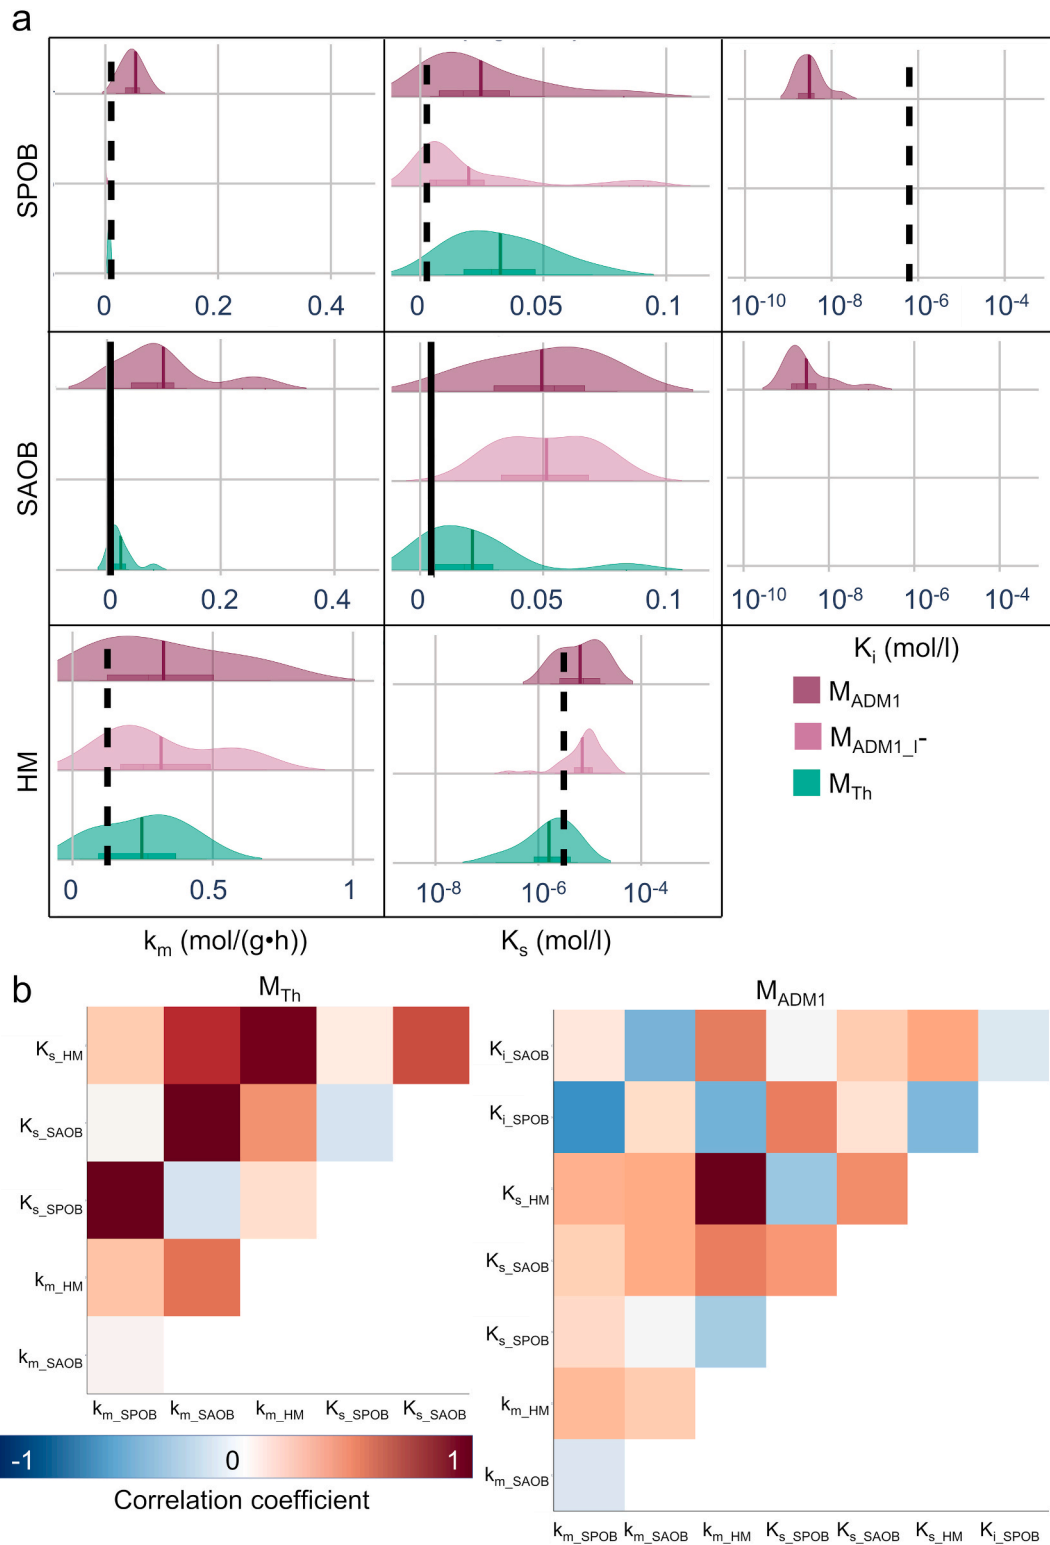 a
SPOB
0 0.2 0.4
0 0.05 0.1
10-10 10-8 10-6 10-4
SAOB
0 0.2 0.4
0 0.05 0.1
10-10 10-8 10-6 10-4
HM
0 0.5 1
10-8 10-6 10-4
Ki (mol/l)
MADM1
MADM1_I-
MTh
km (mol/(g•h))
Ks (mol/l)
b
MTh
Ks_HM
Ks_SAOB
Ks_SPOB
km_HM
km_SAOB
km_SPOB km_SAOB km_HM Ks_SPOB Ks_SAOB
-1 0 1
Correlation coefficient
MADM1
Ki_SAOB
Ki_SPOB
Ks_HM
Ks_SAOB
Ks_SPOB
km_HM
km_SAOB
km_SPOB km_SAOB km_HM Ks_SPOB Ks_SAOB Ks_HM Ki_SPOB